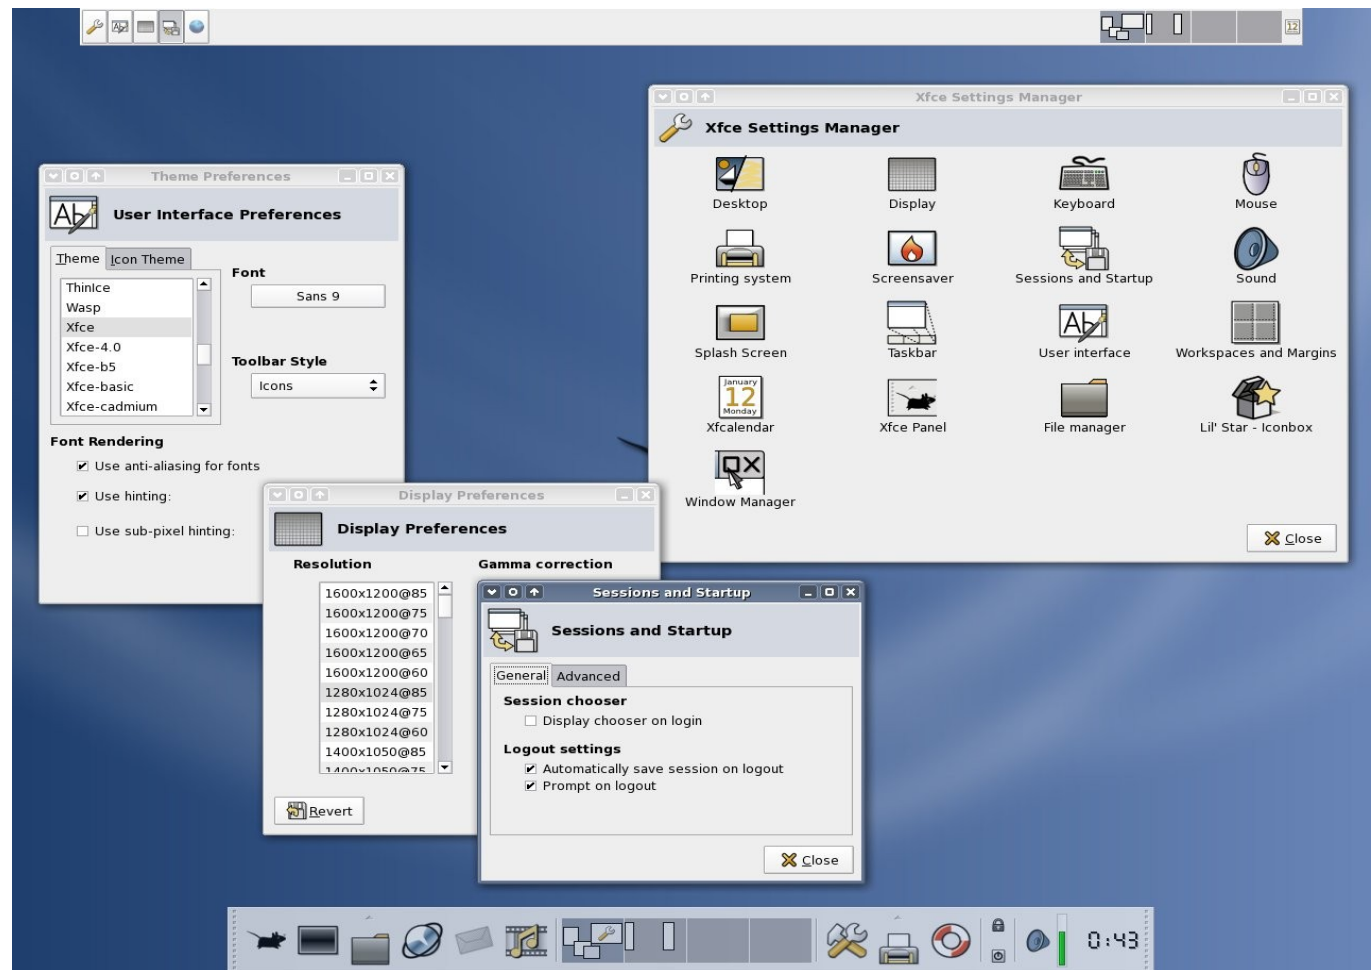 12
Xfce Settings Manager
Xfce Settings Manager
Desktop
Display
Keyboard
Mouse
Printing system
Screensaver
Sessions and Startup
Sound
Splash Screen
Taskbar
User interface
Workspaces and Margins
January
12
Monday
Xfcalendar
Xfce Panel
File manager
Lil' Star - Iconbox
Window Manager
Close
Theme Preferences
User Interface Preferences
Theme
Icon Theme
ThinIce
Wasp
Xfce
Xfce-4.0
Xfce-b5
Xfce-basic
Xfce-cadmium
Font
Sans 9
Toolbar Style
Icons
Font Rendering
Use anti-aliasing for fonts
Use hinting:
Use sub-pixel hinting:
Display Preferences
Display Preferences
Resolution
Gamma correction
1600x1200@85
1600x1200@75
1600x1200@70
1600x1200@65
1600x1200@60
1280x1024@85
1280x1024@75
1280x1024@60
1400x1050@85
1400x1050@75
Revert
Sessions and Startup
Sessions and Startup
General
Advanced
Session chooser
Display chooser on login
Logout settings
Automatically save session on logout
Prompt on logout
Close
0:43